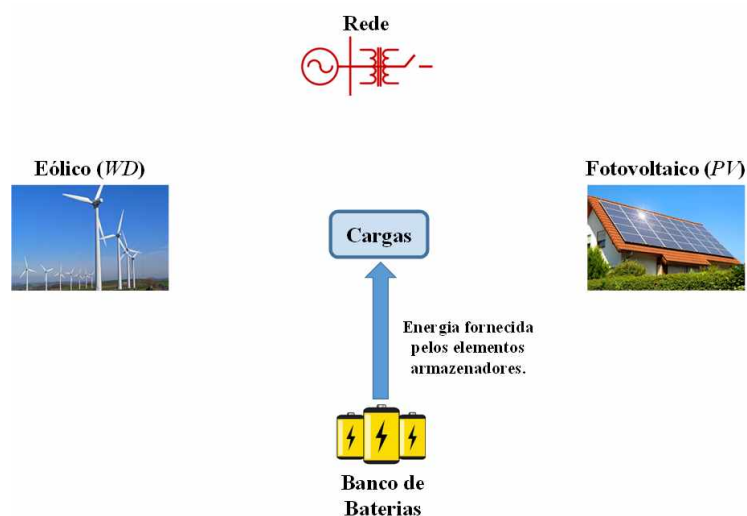 Rede
Eólico (WD)
Fotovoltaico (PV)
Cargas
Energia fornecida
pelos elementos
armazenadores.
Banco de
Baterias